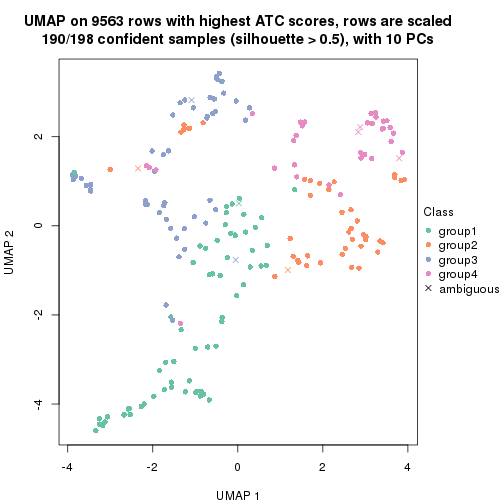 UMAP on 9563 rows with highest ATC scores, rows are scaled
190/198 confident samples (silhouette > 0.5), with 10 PCs
2
0
-2
-4
UMAP 2
-4
-2
0
2
4
UMAP 1
Class
group1
group2
group3
group4
ambiguous